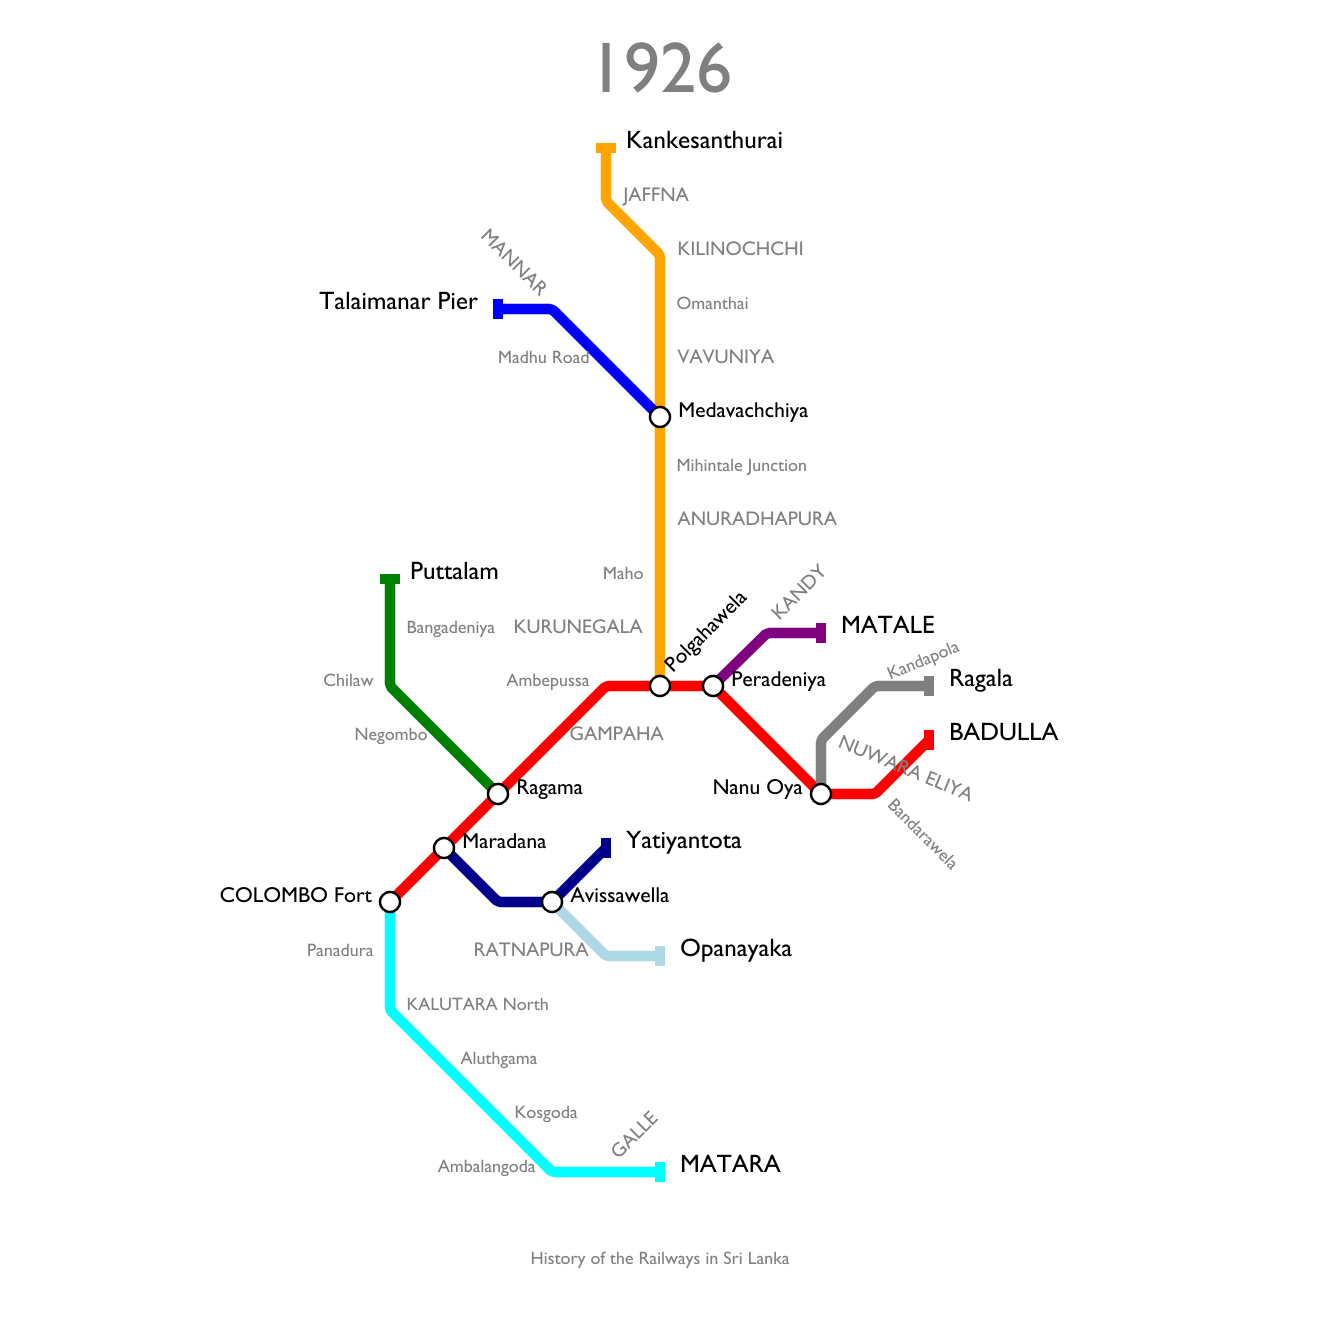 1926
Kankesanthurai
JAFFNA
MANNAR
KILINOCHCHI
Talaimanar Pier
Omanthai
Madhu Road
VAVUNIYA
Medavachchiya
Mihintale Junction
ANURADHAPURA
Puttalam
Maho
KANDY
Bangadeniya
KURUNEGALA
Polgahawela
MATALE
Chilaw
Ambepussa
Peradeniya
Kandapola
Ragala
Negombo
GAMPAHA
NUWARA ELIYA
BADULLA
Ragama
Nanu Oya
Bandarawela
Maradana
Yatiyantota
COLOMBO Fort
Avissawella
Panadura
RATNAPURA
Opanayaka
KALUTARA North
Aluthgama
Kosgoda
GALLE
Ambalangoda
MATARA
History of the Railways in Sri Lanka